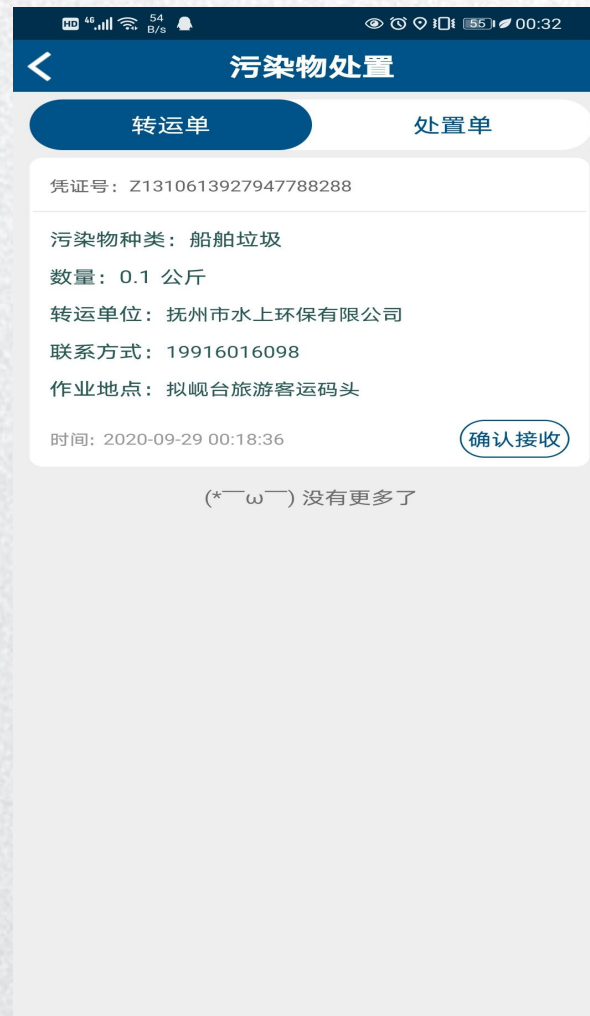 HD 4G 54 B/s 55 00:32
污染物处置
转运单 处置单
凭证号：Z1310613927947788288
污染物种类：船舶垃圾
数量：0.1 公斤
转运单位：抚州市水上环保有限公司
联系方式：19916016098
作业地点：拟岘台旅游客运码头
时间：2020-09-29 00:18:36 确认接收
(*￣ω￣) 没有更多了